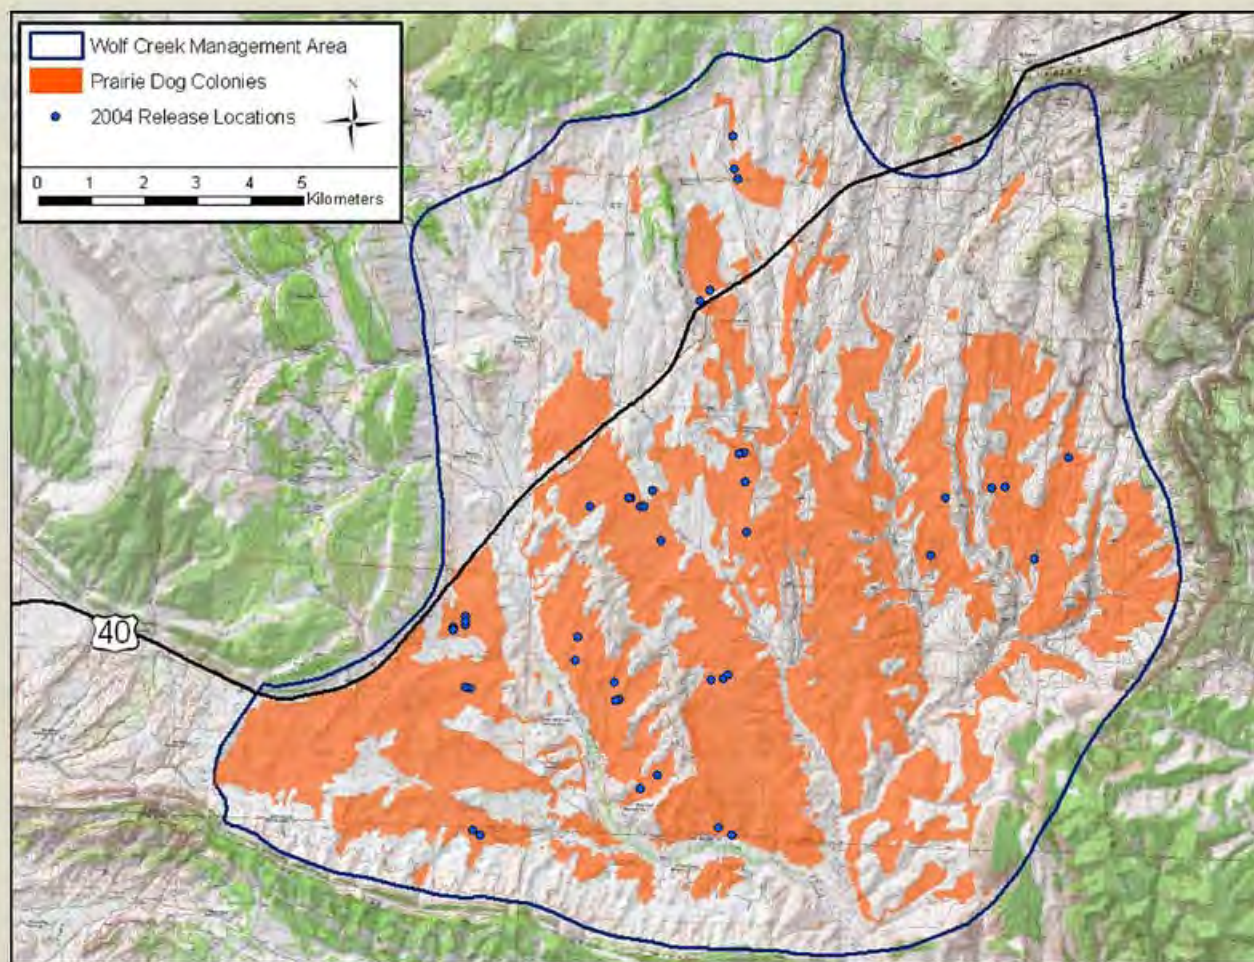 Wolf Creek Management Area
Prairie Dog Colonies
2004 Release Locations
N
0 1 2 3 4 5
Kilometers
40